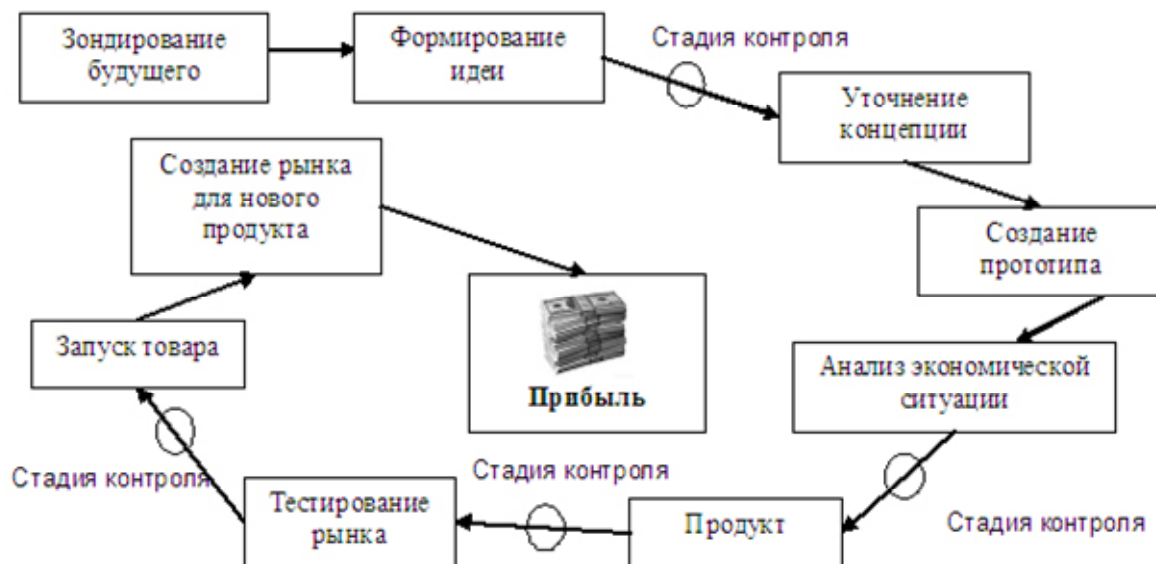 Зондирование
будущего
Формирование
идеи
Стадия контроля
Уточнение
концепции
Создание
прототипа
Анализ экономической
ситуации
Стадия контроля
Продукт
Стадия контроля
Тестирование
рынка
Стадия контроля
Запуск товара
Создание рынка
для нового
продукта
Прибыль